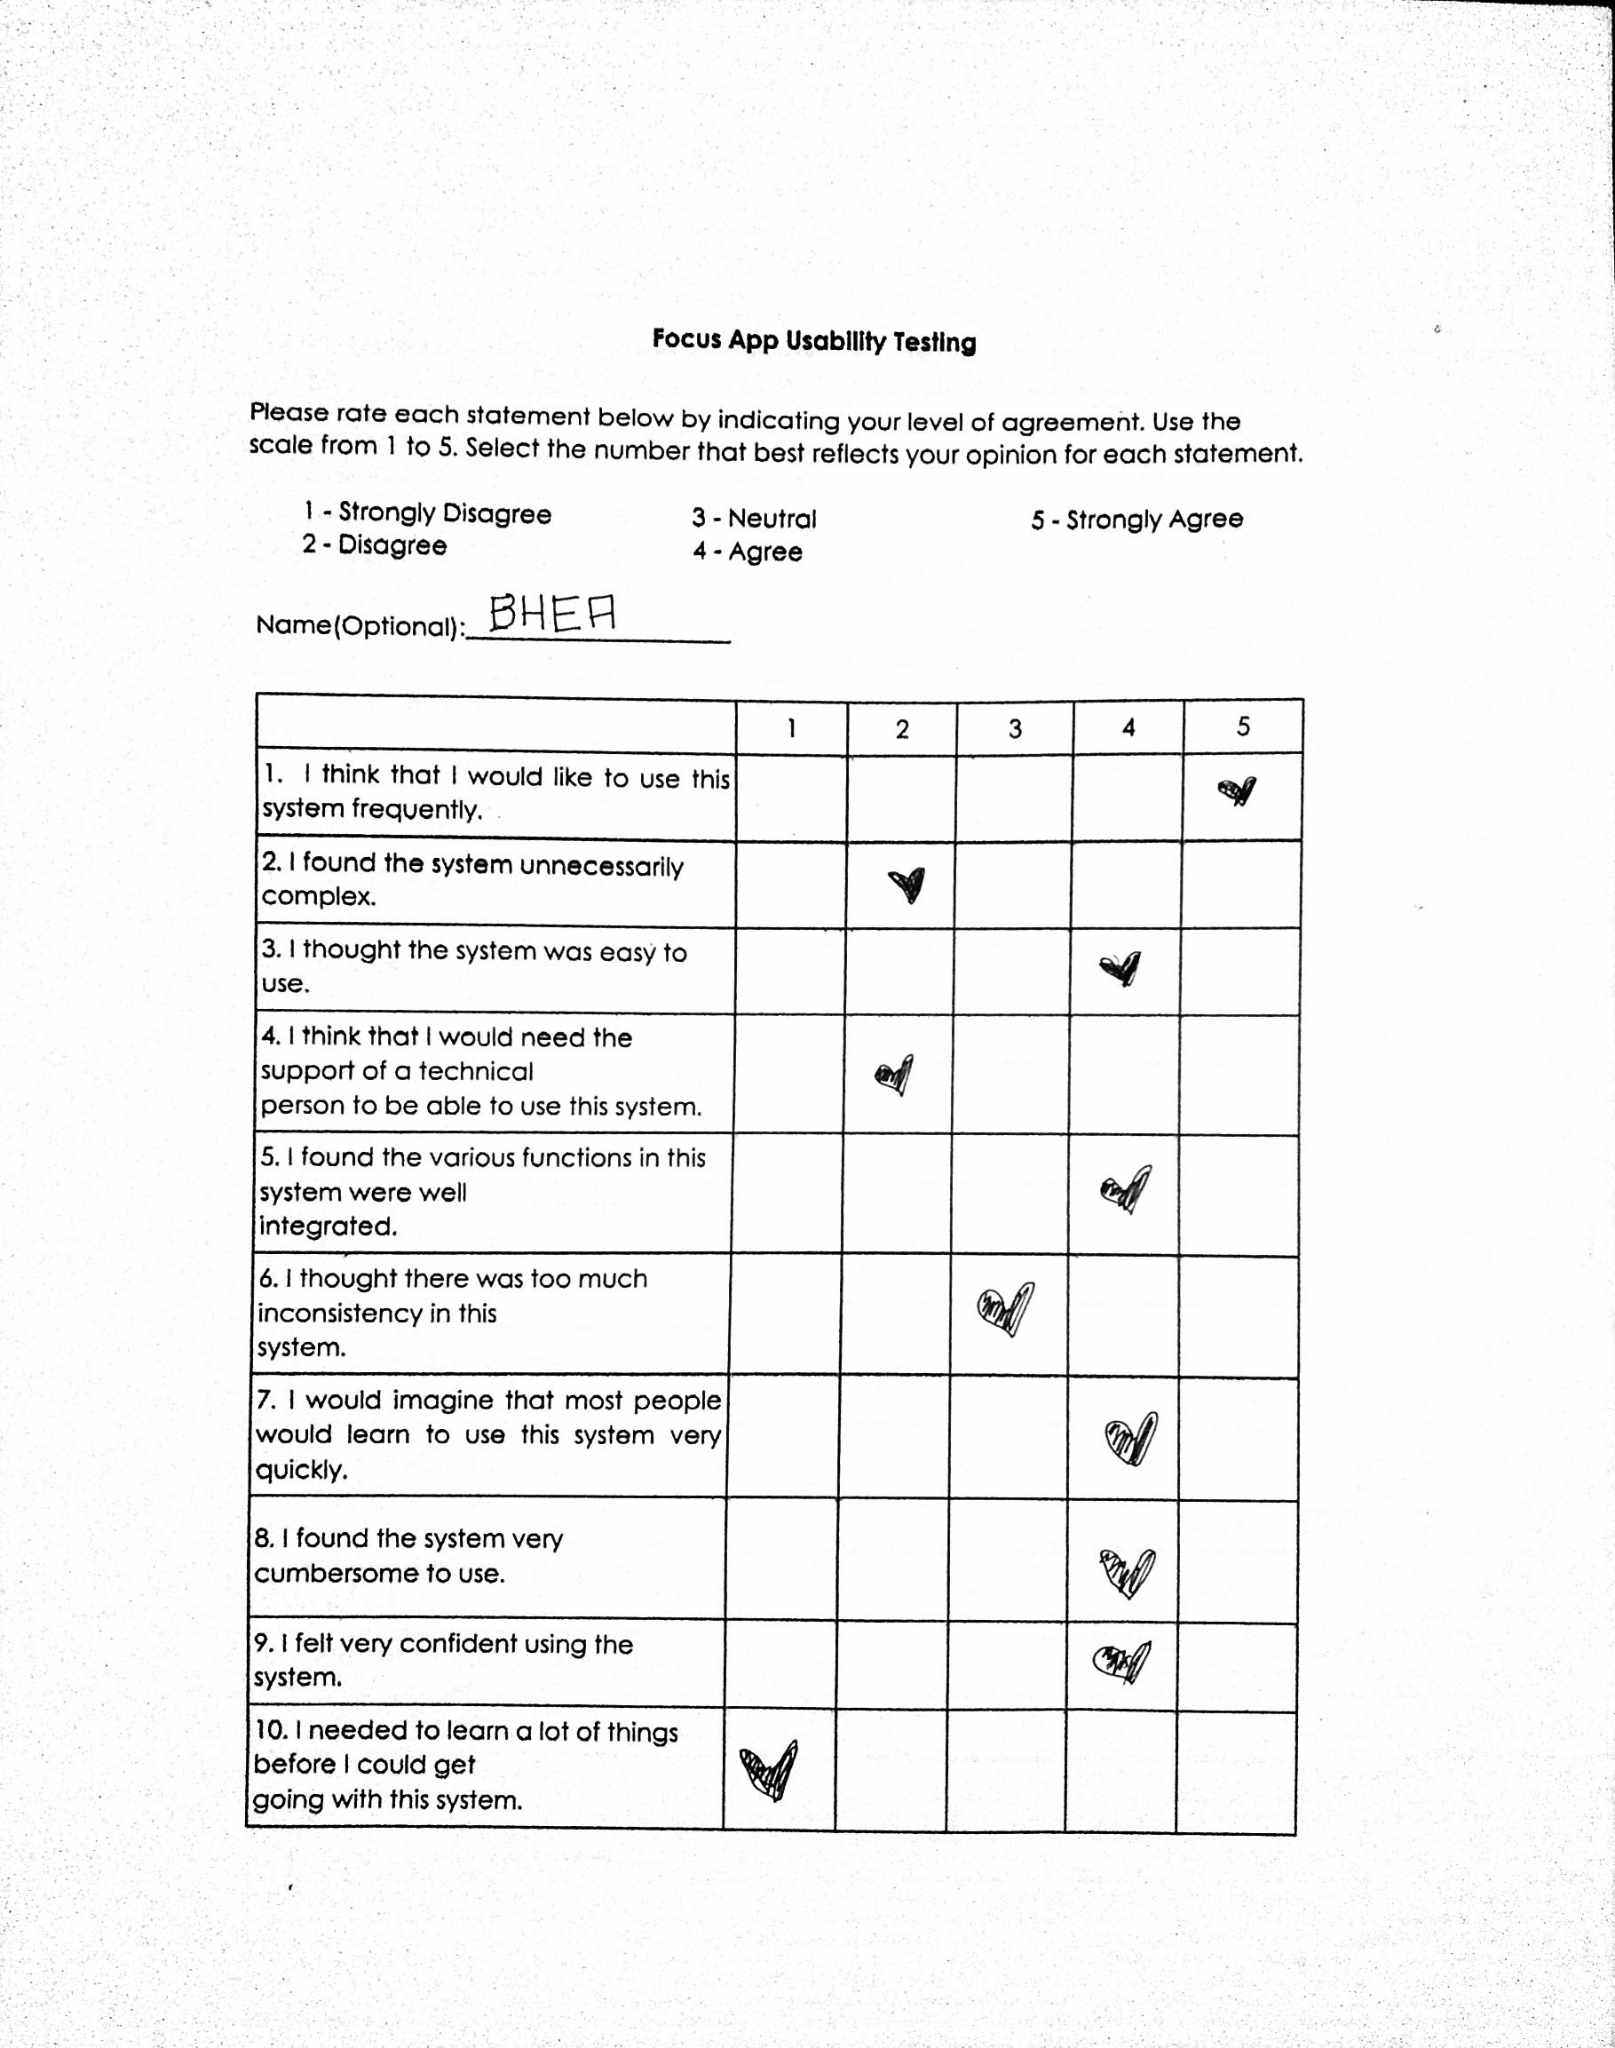 Focus App Usability Testing
Please rate each statement below by indicating your level of agreement. Use the
scale from 1 to 5. Select the number that best reflects your opinion for each statement.
1 - Strongly Disagree 3 - Neutral 5 - Strongly Agree
2 - Disagree 4 - Agree
Name(Optional): BHEA
1 2 3 4 5
1. I think that I would like to use this
system frequently.
2. I found the system unnecessarily
complex.
3. I thought the system was easy to
use.
4. I think that I would need the
support of a technical
person to be able to use this system.
5. I found the various functions in this
system were well
integrated.
6. I thought there was too much
inconsistency in this
system.
7. I would imagine that most people
would learn to use this system very
quickly.
8. I found the system very
cumbersome to use.
9. I felt very confident using the
system.
10. I needed to learn a lot of things
before I could get
going with this system.